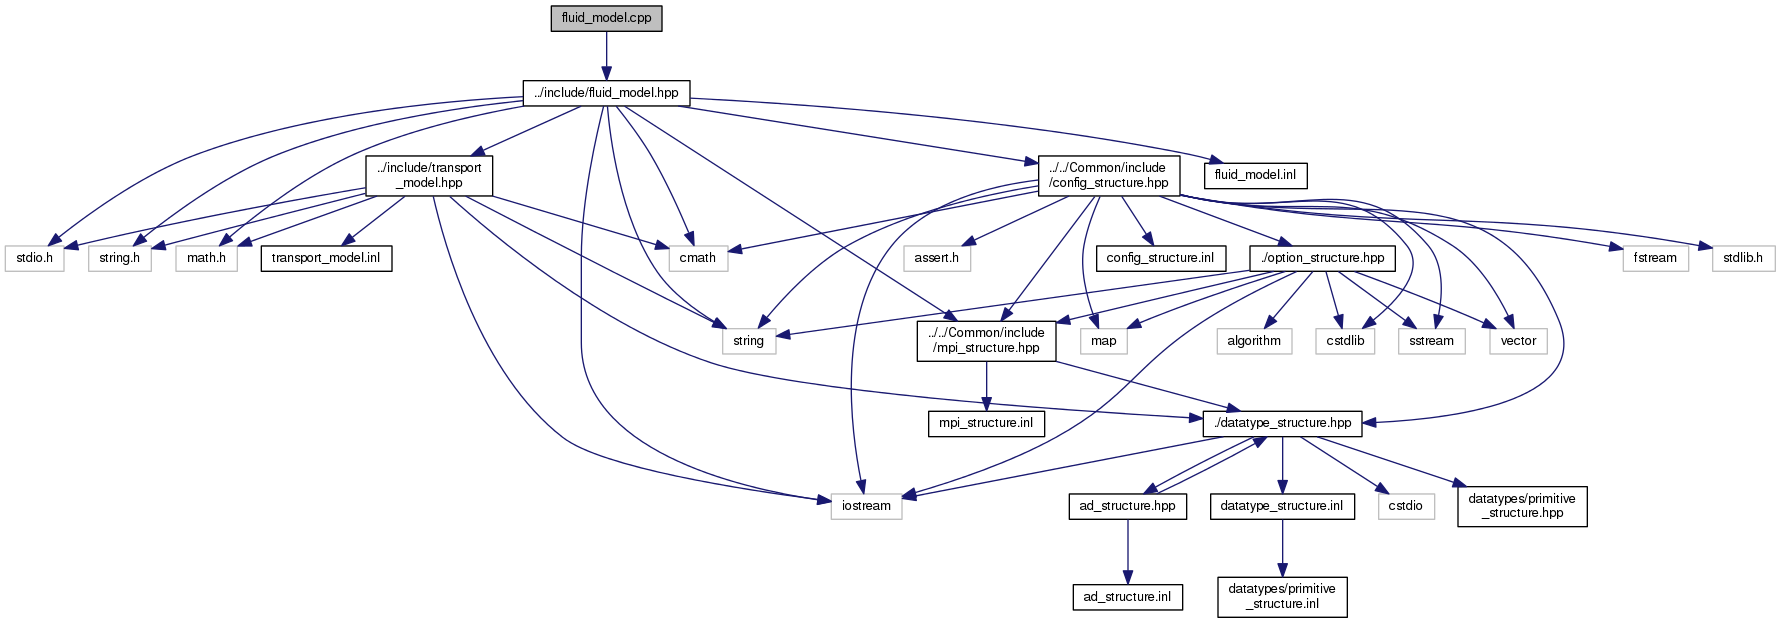 fluid_model.cpp
../include/fluid_model.hpp
../include/transport
_model.hpp
../../Common/include
/config_structure.hpp
fluid_model.inl
stdio.h
string.h
math.h
transport_model.inl
cmath
assert.h
config_structure.inl
./option_structure.hpp
fstream
stdlib.h
string
../../Common/include
/mpi_structure.hpp
map
algorithm
cstdlib
sstream
vector
mpi_structure.inl
./datatype_structure.hpp
iostream
ad_structure.hpp
datatype_structure.inl
cstdio
datatypes/primitive
_structure.hpp
ad_structure.inl
datatypes/primitive
_structure.inl